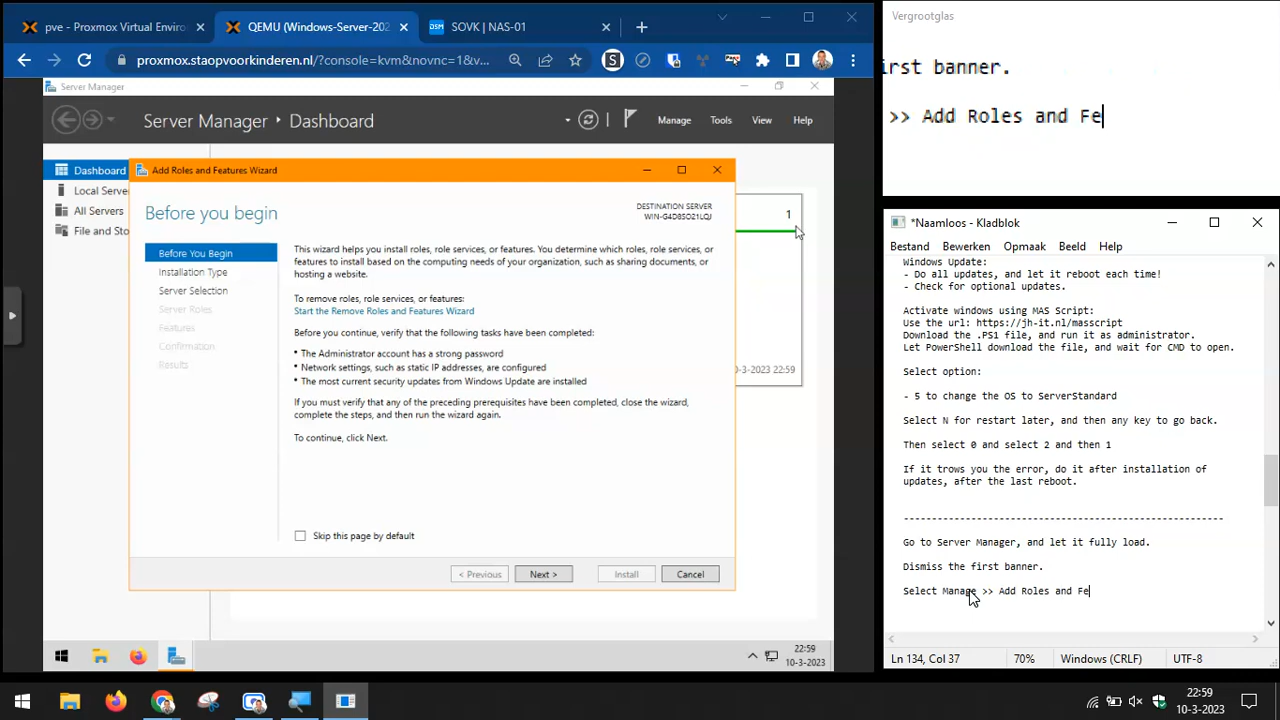 pve - Proxmox Virtual Enviro
QEMU (Windows-Server-202
SOVK | NAS-01
proxmox.staopvoorkinderen.nl/?console=kvm&novnc=1&v...
Server Manager
Server Manager • Dashboard
Manage
Tools
View
Help
Dashboard
Local Serve
All Servers
File and Sto
1
10-3-2023 22:59
Add Roles and Features Wizard
Before you begin
DESTINATION SERVER
WIN-G4D85O21LQJ
Before You Begin
Installation Type
Server Selection
Server Roles
Features
Confirmation
Results
This wizard helps you install roles, role services, or features. You determine which roles, role services, or
features to install based on the computing needs of your organization, such as sharing documents, or
hosting a website.
To remove roles, role services, or features:
Start the Remove Roles and Features Wizard
Before you continue, verify that the following tasks have been completed:
• The Administrator account has a strong password
• Network settings, such as static IP addresses, are configured
• The most current security updates from Windows Update are installed
If you must verify that any of the preceding prerequisites have been completed, close the wizard,
complete the steps, and then run the wizard again.
To continue, click Next.
Skip this page by default
< Previous
Next >
Install
Cancel
22:59
10-3-2023
Vergrootglas
irst banner.
>> Add Roles and Fe
*Naamloos - Kladblok
Bestand
Bewerken
Opmaak
Beeld
Help
Windows Update:
- Do all updates, and let it reboot each time!
- Check for optional updates.
Activate windows using MAS Script:
Use the url: https://jh-it.nl/masscript
Download the .PS1 file, and run it as administrator.
Let PowerShell download the file, and wait for CMD to open.
Select option:
- 5 to change the OS to ServerStandard
Select N for restart later, and then any key to go back.
Then select 0 and select 2 and then 1
If it trows you the error, do it after installation of
updates, after the last reboot.
-------------------------------------------------------
Go to Server Manager, and let it fully load.
Dismiss the first banner.
Select Manage >> Add Roles and Fe
Ln 134, Col 37
70%
Windows (CRLF)
UTF-8
22:59
10-3-2023